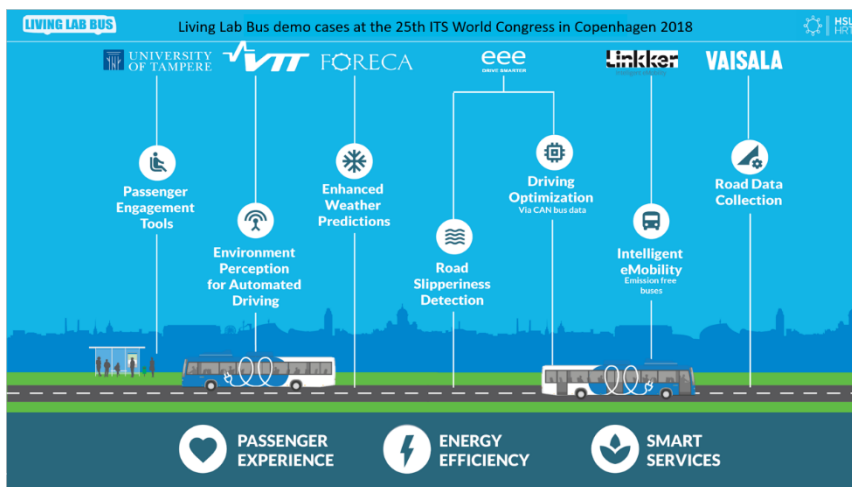 LIVING LAB BUS
Living Lab Bus demo cases at the 25th ITS World Congress in Copenhagen 2018
HSL
HRT
UNIVERSITY
OF TAMPERE
VTT
FORECA
eee
DRIVE SMARTER
Linkker
VAISALA
Passenger
Engagement
Tools
Environment
Perception
for Automated
Driving
Enhanced
Weather
Predictions
Road
Slipperiness
Detection
Driving
Optimization
Via CAN bus data
Intelligent
eMobility
Emission free
buses
Road Data
Collection
PASSENGER
EXPERIENCE
ENERGY
EFFICIENCY
SMART
SERVICES